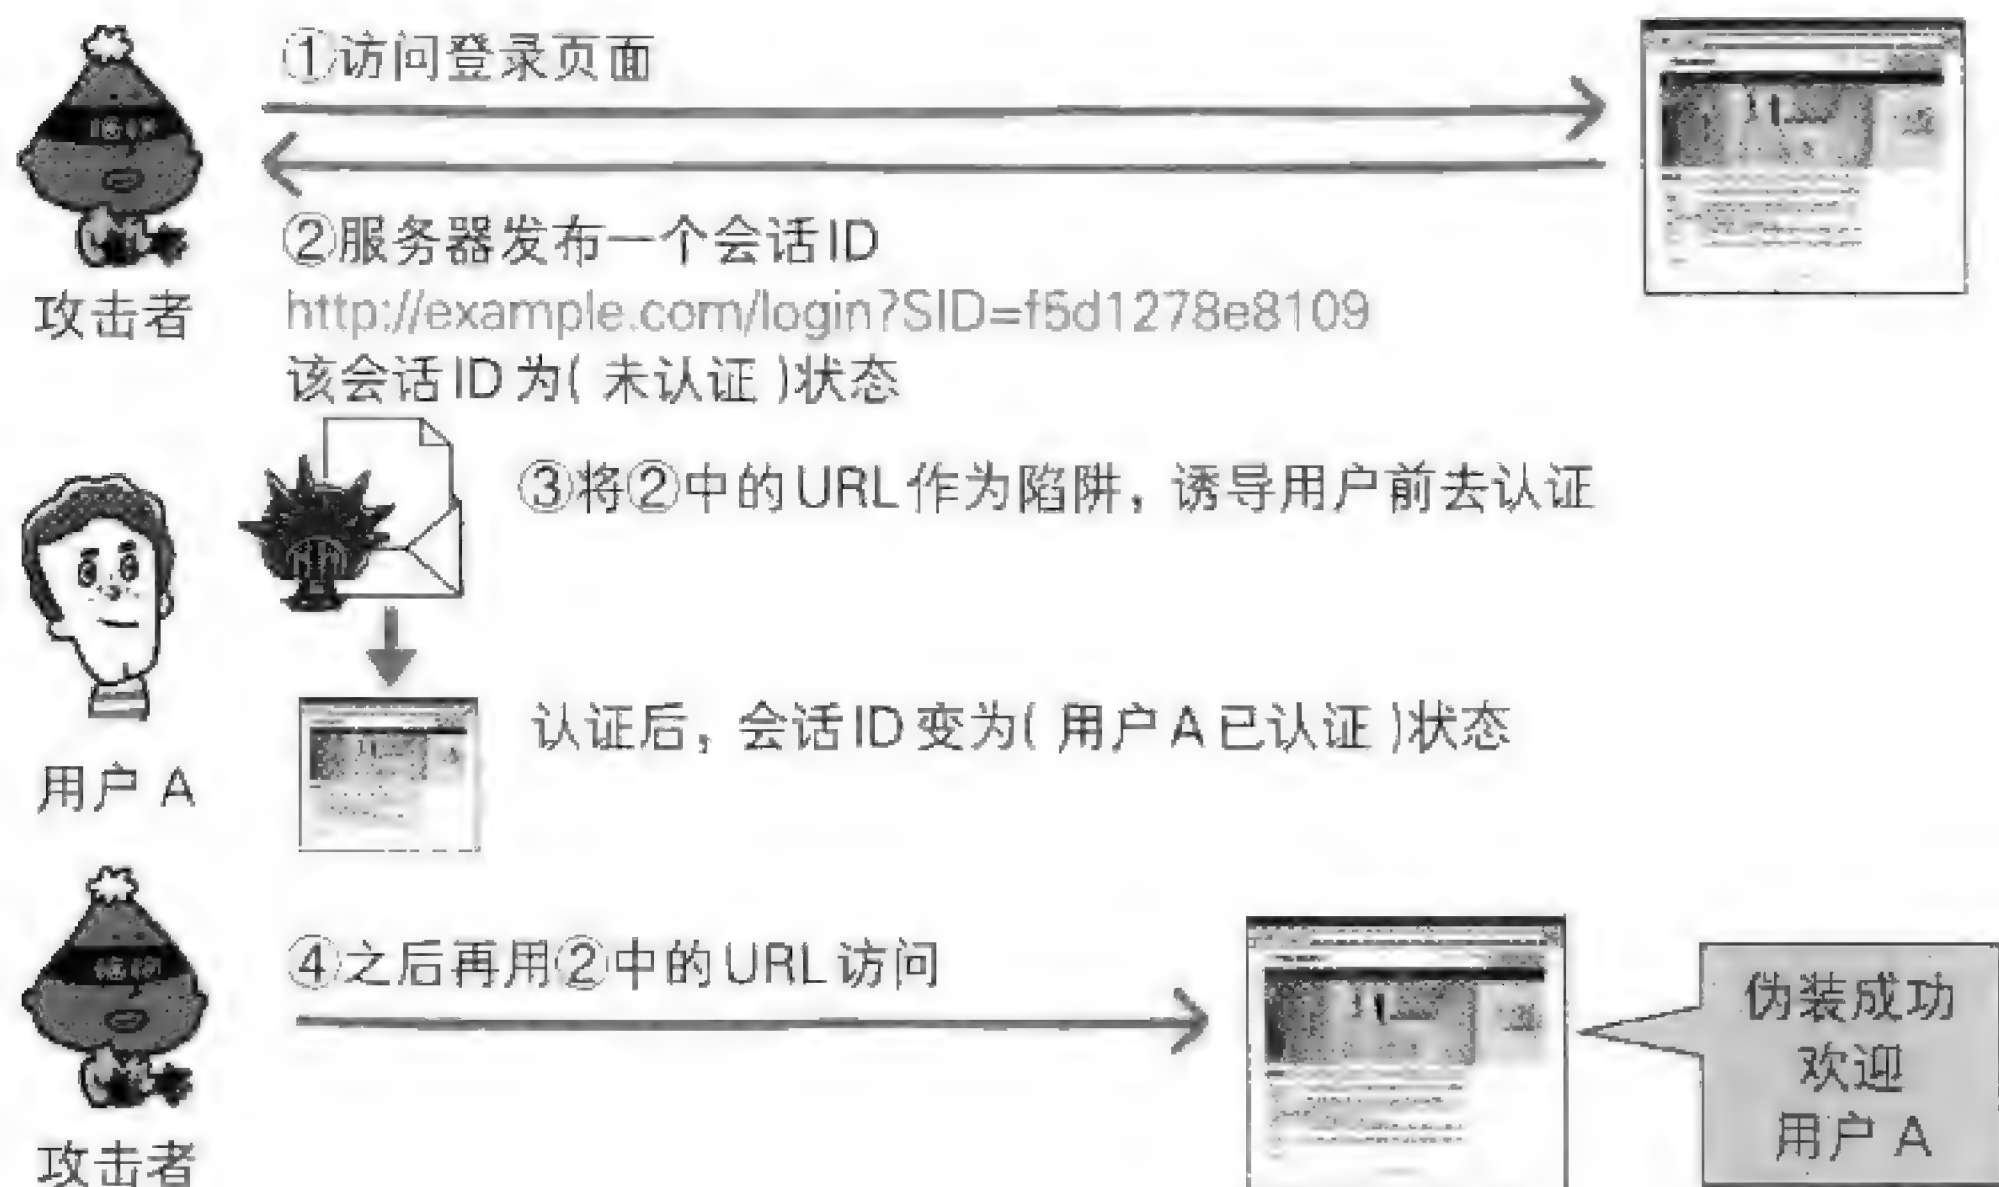 ①访问登录页面
②服务器发布一个会话ID
攻击者
http://example.com/login?SID=f5d1278e8109
该会话ID为( 未认证 )状态
③将②中的URL作为陷阱，诱导用户前去认证
认证后，会话ID变为( 用户A已认证 )状态
用户 A
④之后再用②中的URL访问
伪装成功
欢迎
用户 A
攻击者